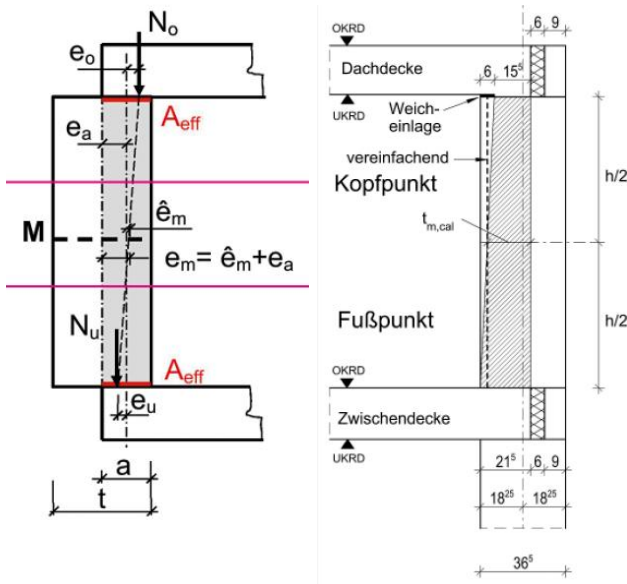 N_o
e_o
A_eff
e_a
ê_m
M
e_m= ê_m+e_a
N_u
A_eff
e_u
a
t
6 9
OKRD
Dachdecke
6 15⁵
UKRD
Weich-
einlage
vereinfachend
Kopfpunkt
h/2
t_m,cal
Fußpunkt
h/2
OKRD
Zwischendecke
UKRD
21⁵ 6 9
18²⁵ 18²⁵
36⁵